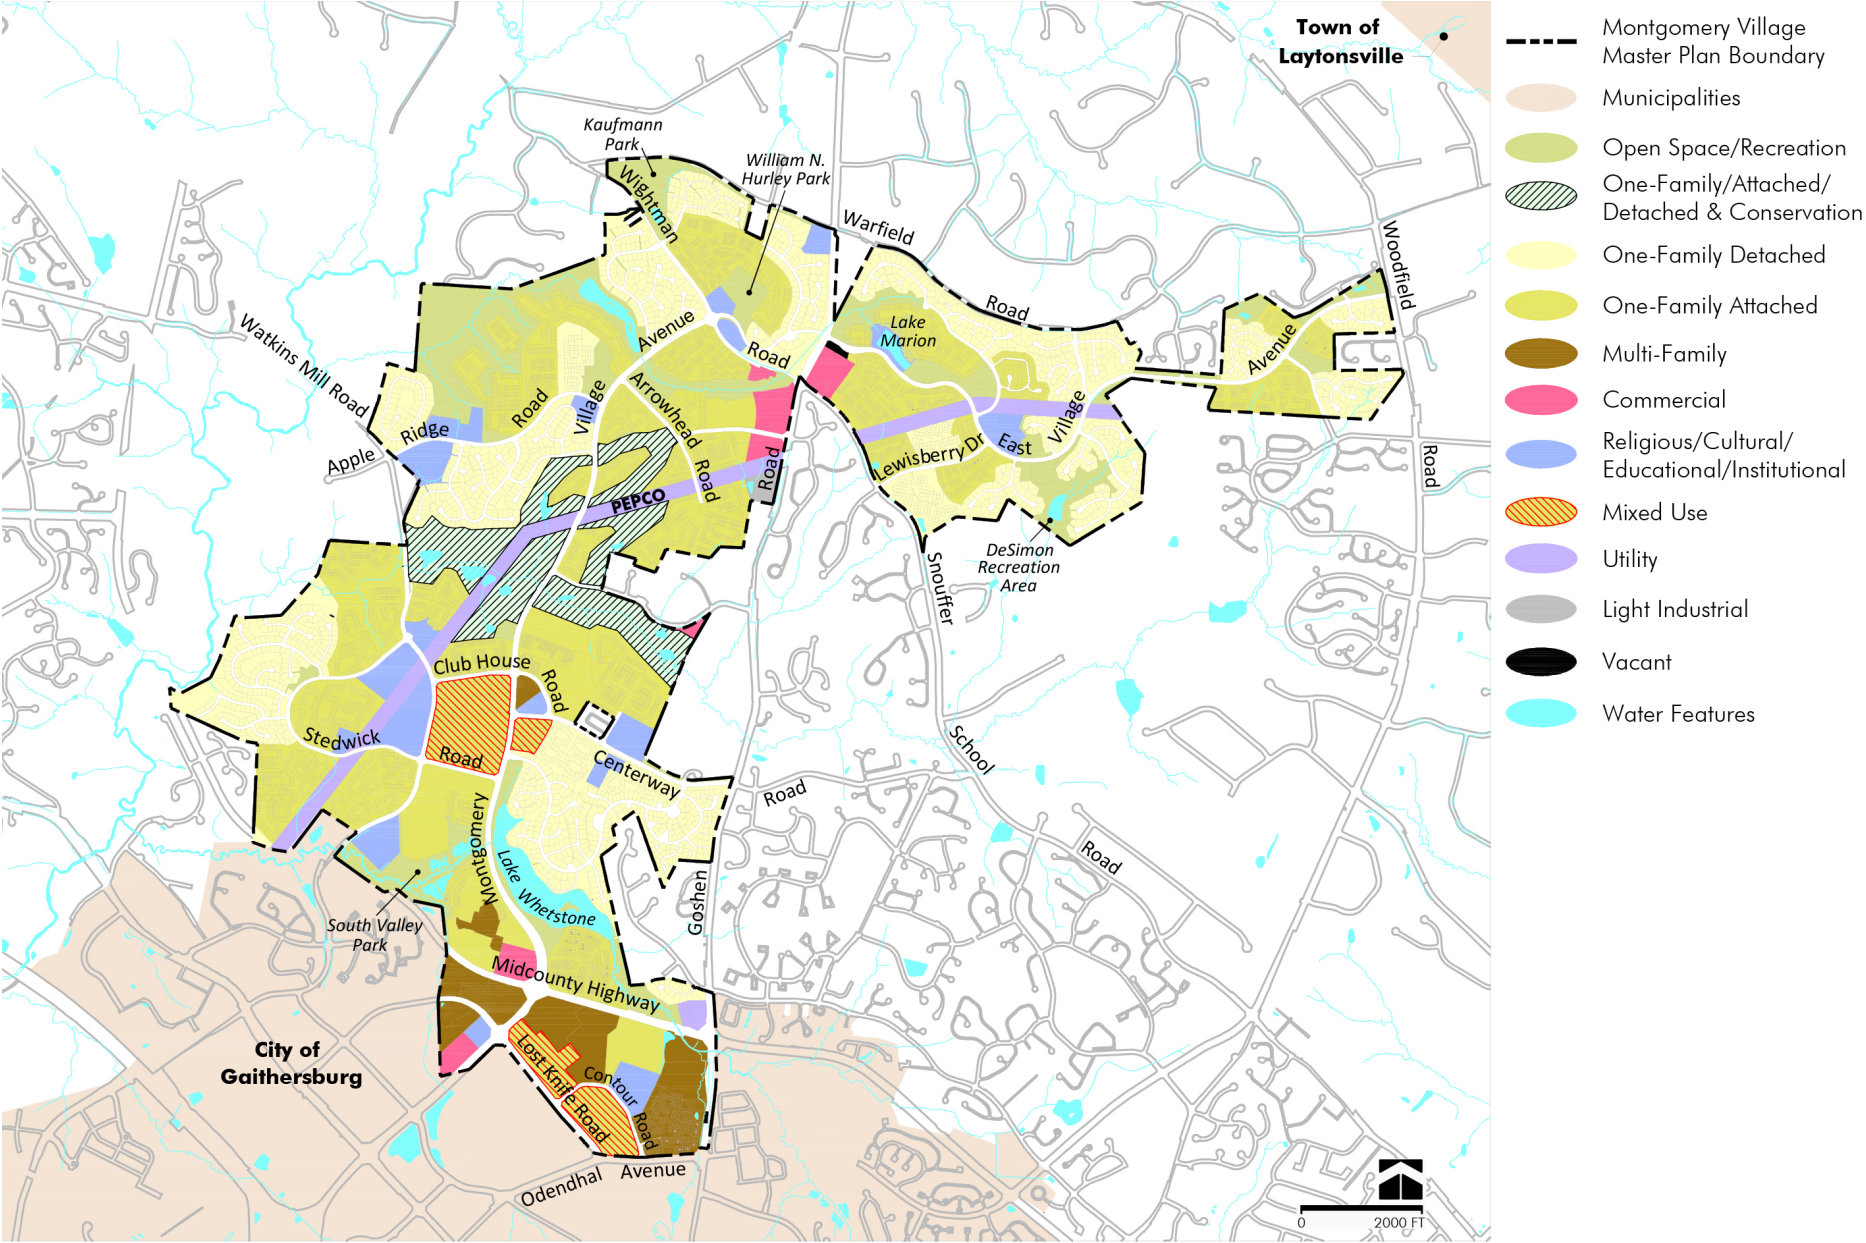 Town of
Laytonsville
Kaufmann
Park
William N.
Hurley Park
Wightman
Warfield
Woodfield
Road
Lake
Marion
Avenue
Avenue
Road
Watkins Mill Road
Arrowhead
Road
Village
Road
Ridge
Apple
Village
East
Lewisberry Dr
Road
Road
PEPCO
DeSimon
Recreation
Area
Snouffer
School
Road
Club House
Road
Stedwick
Road
Centerway
Road
Montgomery
Lake
Whetstone
Goshen
South Valley
Park
Midcounty Highway
City of
Gaithersburg
Lost Knife Road
Contour
Road
Odendhal
Avenue
0
2000 FT
Montgomery Village
Master Plan Boundary
Municipalities
Open Space/Recreation
One-Family/Attached/
Detached & Conservation
One-Family Detached
One-Family Attached
Multi-Family
Commercial
Religious/Cultural/
Educational/Institutional
Mixed Use
Utility
Light Industrial
Vacant
Water Features